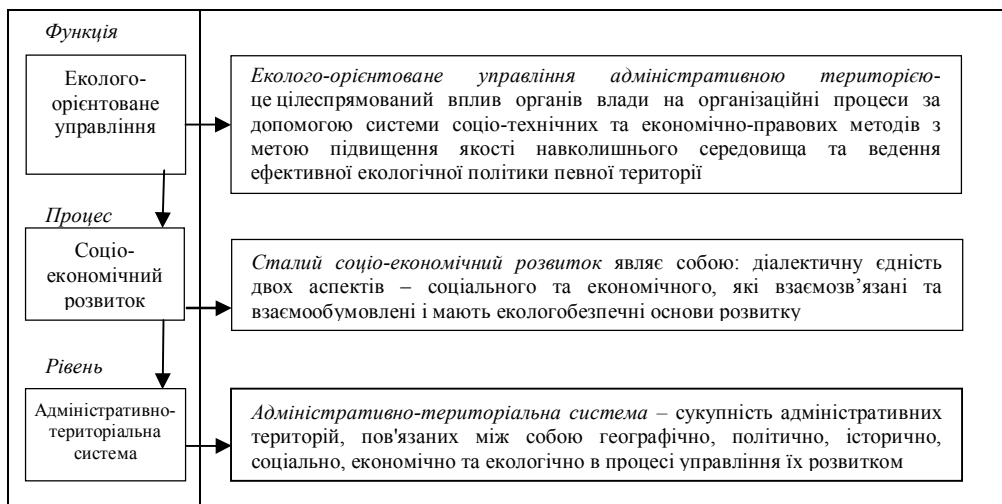 Функція
Еколого-
орієнтоване
управління
Еколого-орієнтоване управління адміністративною територією-
це цілеспрямований вплив органів влади на організаційні процеси за
допомогою системи соціо-технічних та економічно-правових методів з
метою підвищення якості навколишнього середовища та ведення
ефективної екологічної політики певної території
Процес
Соціо-
економічний
розвиток
Сталий соціо-економічний розвиток являє собою: діалектичну єдність
двох аспектів – соціального та економічного, які взаємозв’язані та
взаємообумовлені і мають екологобезпечні основи розвитку
Рівень
Адміністративно-
територіальна
система
Адміністративно-територіальна система – сукупність адміністративних
територій, пов'язаних між собою географічно, політично, історично,
соціально, економічно та екологічно в процесі управління їх розвитком